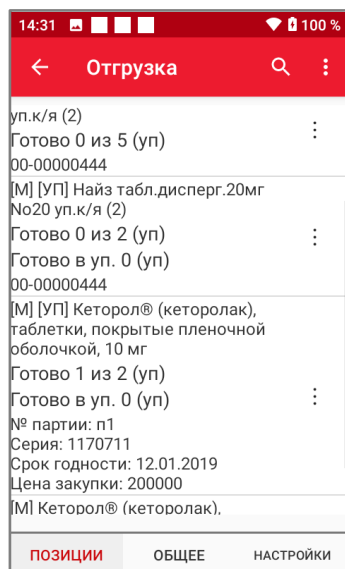 14:31 100 %
Отгрузка
уп.к/я (2)
Готово 0 из 5 (уп)
00-00000444
[М] [УП] Найз табл.дисперг.20мг
No20 уп.к/я (2)
Готово 0 из 2 (уп)
Готово в уп. 0 (уп)
00-00000444
[М] [УП] Кеторол® (кеторолак),
таблетки, покрытые пленочной
оболочкой, 10 мг
Готово 1 из 2 (уп)
Готово в уп. 0 (уп)
№ партии: п1
Серия: 1170711
Срок годности: 12.01.2019
Цена закупки: 200000
[М] Кеторол® (кеторолак),
ПОЗИЦИИ ОБЩЕЕ НАСТРОЙКИ